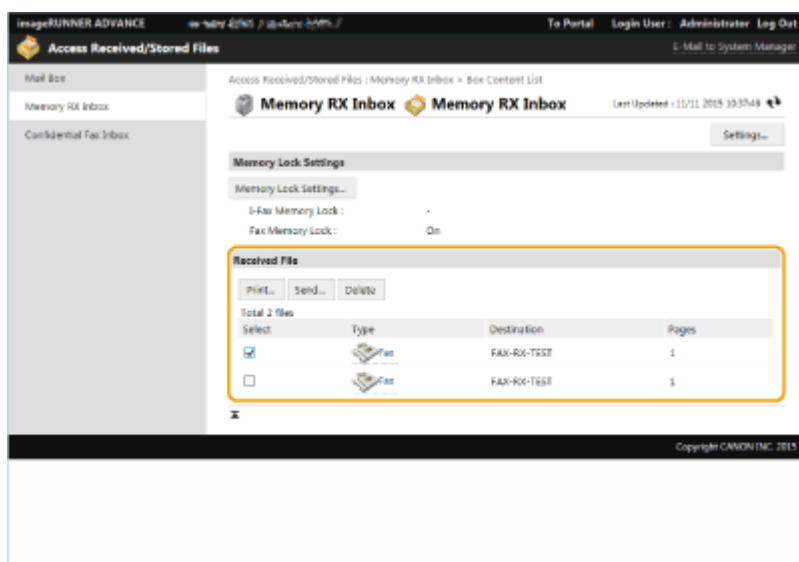 imageRUNNER ADVANCE To Portal Login User : Administrator Log Out
Access Received/Stored Files E-Mail to System Manager
Mail Box
Memory RX Inbox
Confidential Fax Inbox
Access Received/Stored Files : Memory RX Inbox > Box Content List
Memory RX Inbox Memory RX Inbox Last Updated : 11/11 2015 10:37:49
Settings...
Memory Lock Settings
Memory Lock Settings...
I-Fax Memory Lock : -
Fax Memory Lock : On
Received File
Print... Send... Delete
Total 2 files
Select Type Destination Pages
Fax FAX-RX-TEST 1
Fax FAX-RX-TEST 1
Copyright CANON INC. 2015